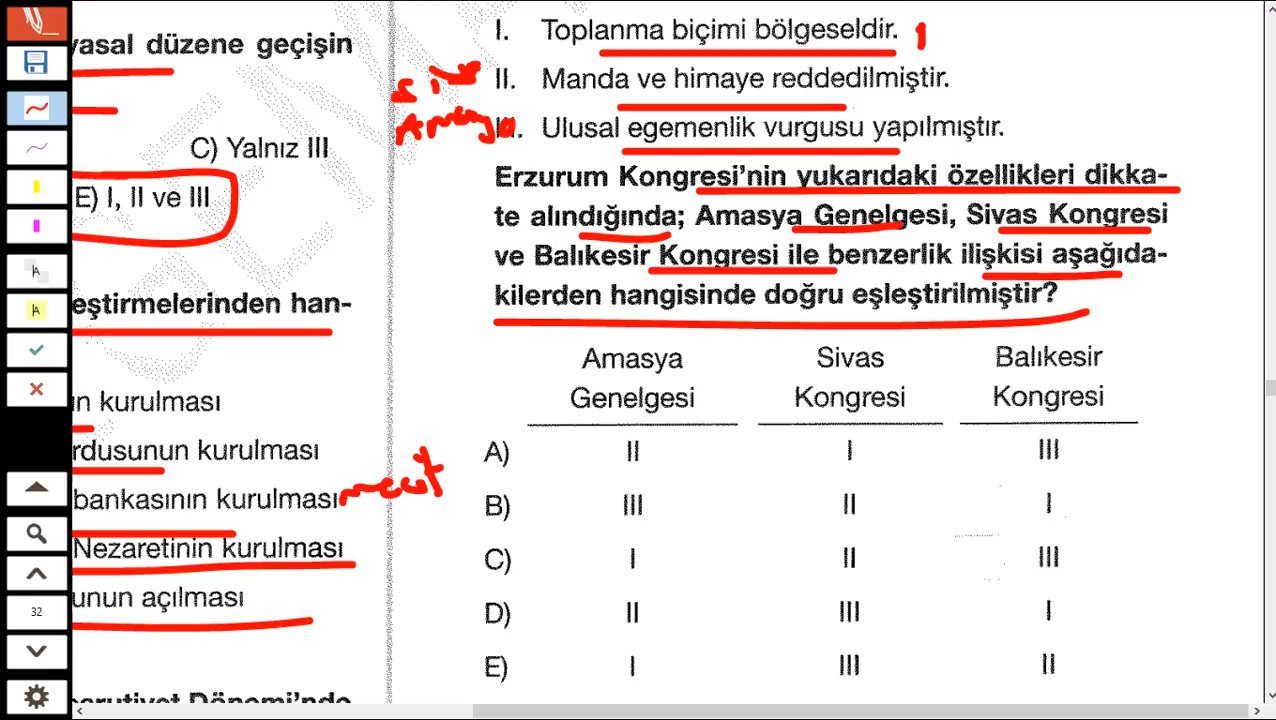 yasal düzene geçişin
C) Yalnız III
E) I, II ve III
eştirmelerinden han-
ın kurulması
rdusunun kurulması
bankasının kurulması
Nezaretinin kurulması
unun açılması
I. Toplanma biçimi bölgeseldir.
II. Manda ve himaye reddedilmiştir.
III. Ulusal egemenlik vurgusu yapılmıştır.
Erzurum Kongresi’nin yukarıdaki özellikleri dikka-
te alındığında; Amasya Genelgesi, Sivas Kongresi
ve Balıkesir Kongresi ile benzerlik ilişkisi aşağıda-
kilerden hangisinde doğru eşleştirilmiştir?
Amasya Sivas Balıkesir
Genelgesi Kongresi Kongresi
A) II I III
B) III II I
C) I II III
D) II III I
E) I III II
32